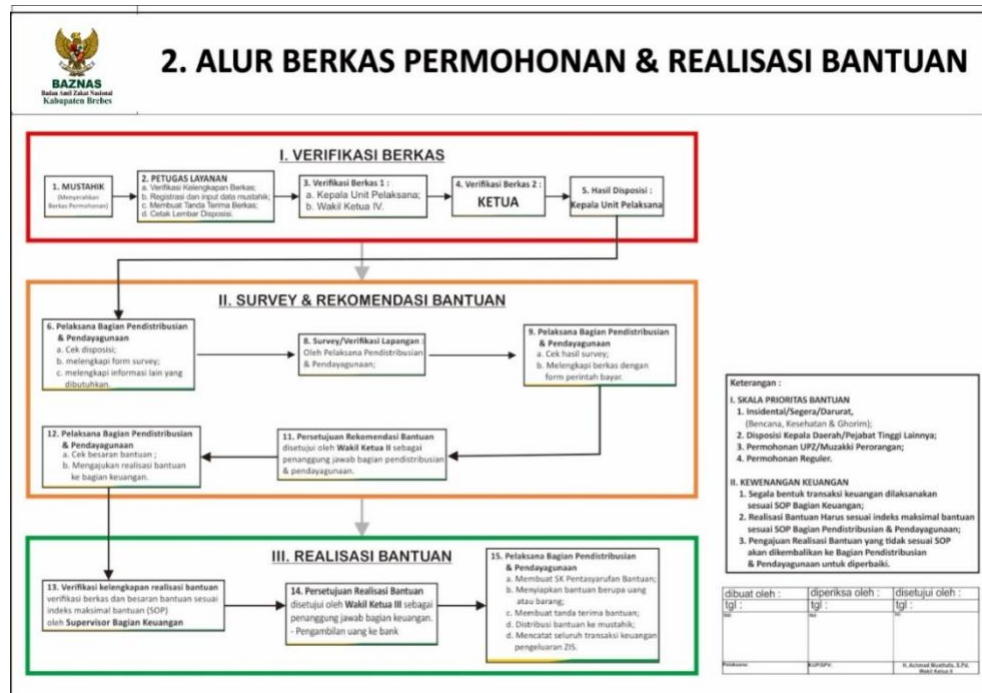 BAZNAS
Badan Amil Zakat Nasional
Kabupaten Brebes
2. ALUR BERKAS PERMOHONAN & REALISASI BANTUAN
I. VERIFIKASI BERKAS
1. MUSTAHIK
(Menyerahkan
Berkas Permohonan)
2. PETUGAS LAYANAN
a. Verifikasi Kelengkapan Berkas;
b. Registrasi dan input data mustahik;
c. Membuat Tanda Terima Berkas;
d. Cetak Lembar Disposisi.
3. Verifikasi Berkas 1 :
a. Kepala Unit Pelaksana;
b. Wakil Ketua IV.
4. Verifikasi Berkas 2 :
KETUA
5. Hasil Disposisi :
Kepala Unit Pelaksana
II. SURVEY & REKOMENDASI BANTUAN
6. Pelaksana Bagian Pendistribusian
& Pendayagunaan
a. Cek disposisi;
b. melengkapi form survey;
c. melengkapi informasi lain yang
dibutuhkan.
8. Survey/Verifikasi Lapangan :
Oleh Pelaksana Pendistribusian
& Pendayagunaan;
9. Pelaksana Bagian Pendistribusian
& Pendayagunaan
a. Cek hasil survey;
b. Melengkapi berkas dengan
form perintah bayar.
12. Pelaksana Bagian Pendistribusian
& Pendayagunaan
a. Cek besaran bantuan ;
b. Mengajukan realisasi bantuan
ke bagian keuangan.
11. Persetujuan Rekomendasi Bantuan
disetujui oleh Wakil Ketua II sebagai
penanggung jawab bagian pendistribusian
& pendayagunaan.
III. REALISASI BANTUAN
13. Verifikasi kelengkapan realisasi bantuan
verifikasi berkas dan besaran bantuan sesuai
indeks maksimal bantuan (SOP)
oleh Supervisor Bagian Keuangan
14. Persetujuan Realisasi Bantuan
disetujui oleh Wakil Ketua III sebagai
penanggung jawab bagian keuangan.
- Pengambilan uang ke bank
15. Pelaksana Bagian Pendistribusian
& Pendayagunaan
a. Membuat SK Pentasyarufan Bantuan;
b. Menyiapkan bantuan berupa uang
atau barang;
c. Membuat tanda terima bantuan;
d. Distribusi bantuan ke mustahik;
d. Mencatat seluruh transaksi keuangan
pengeluaran ZIS.
Keterangan :
I. SKALA PRIORITAS BANTUAN
1. Insidental/Segera/Darurat,
(Bencana, Kesehatan & Ghorim);
2. Disposisi Kepala Daerah/Pejabat Tinggi Lainnya;
3. Permohonan UPZ/Muzakki Perorangan;
4. Permohonan Reguler.
II. KEWENANGAN KEUANGAN
1. Segala bentuk transaksi keuangan dilaksanakan
sesuai SOP Bagian Keuangan;
2. Realisasi Bantuan Harus sesuai indeks maksimal bantuan
sesuai SOP Bagian Pendistribusian & Pendayagunaan;
3. Pengajuan Realisasi Bantuan yang tidak sesuai SOP
akan dikembalikan ke Bagian Pendistribusian
& Pendayagunaan untuk diperbaiki.
dibuat oleh : diperiksa oleh : disetujui oleh :
tgl : tgl : tgl :
Pelaksana: H. Achmad Musthofa, S.Pd.
Wakil Ketua II